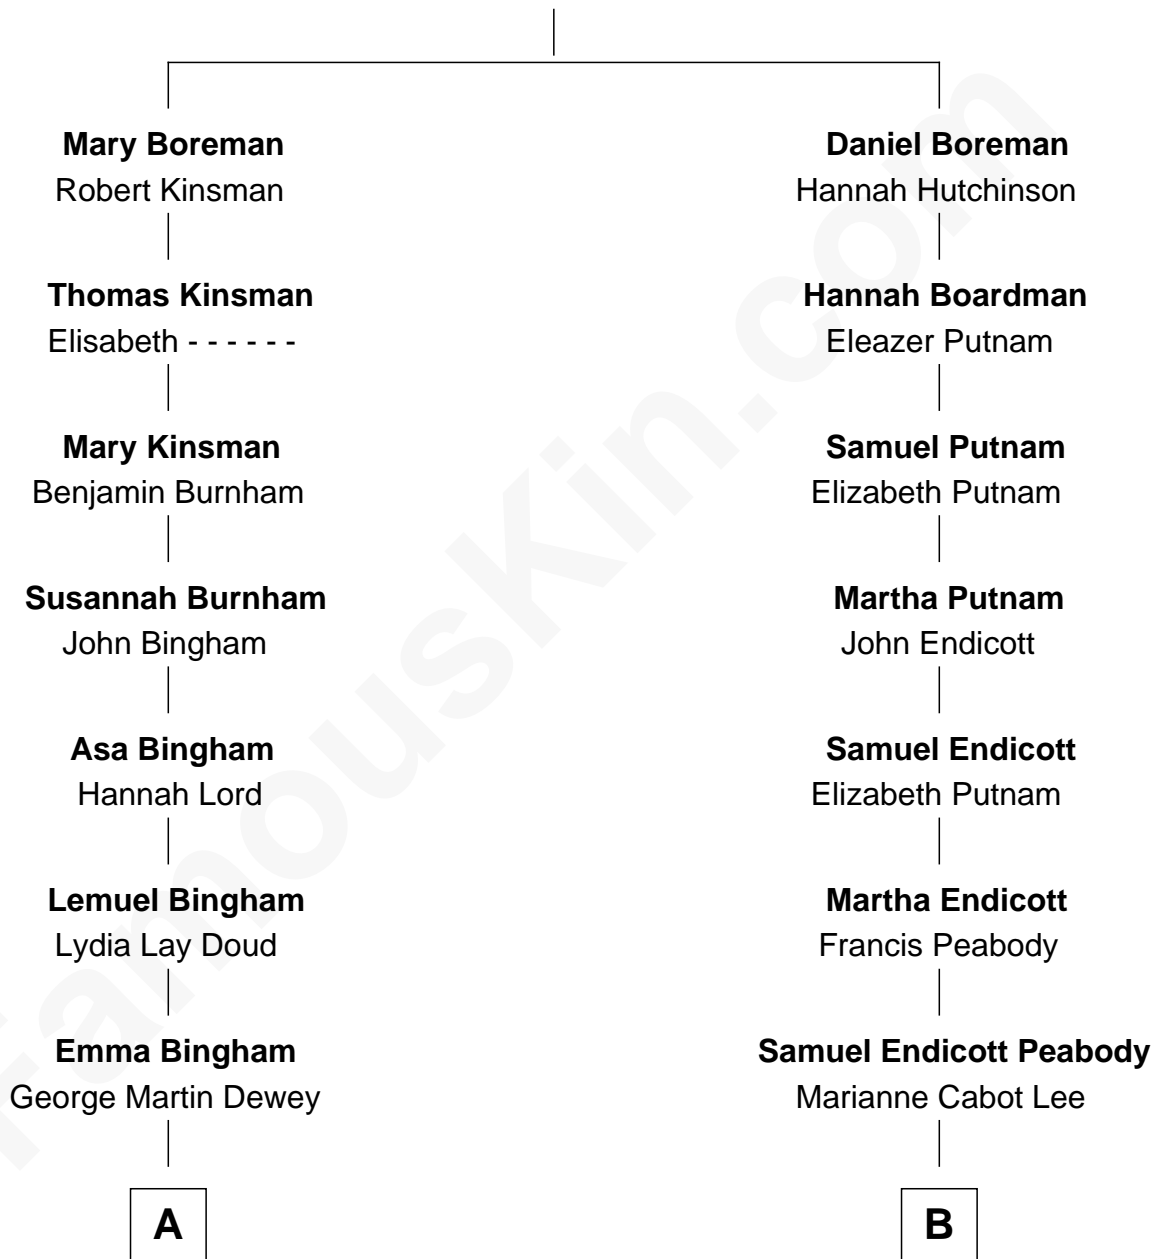 Mary Boreman
Robert Kinsman
Daniel Boreman
Hannah Hutchinson
Thomas Kinsman
Elisabeth - - - - - -
Hannah Boardman
Eleazer Putnam
Mary Kinsman
Benjamin Burnham
Samuel Putnam
Elizabeth Putnam
Susannah Burnham
John Bingham
Martha Putnam
John Endicott
Asa Bingham
Hannah Lord
Samuel Endicott
Elizabeth Putnam
Lemuel Bingham
Lydia Lay Doud
Martha Endicott
Francis Peabody
Emma Bingham
George Martin Dewey
Samuel Endicott Peabody
Marianne Cabot Lee
A
B
FamousKin.com